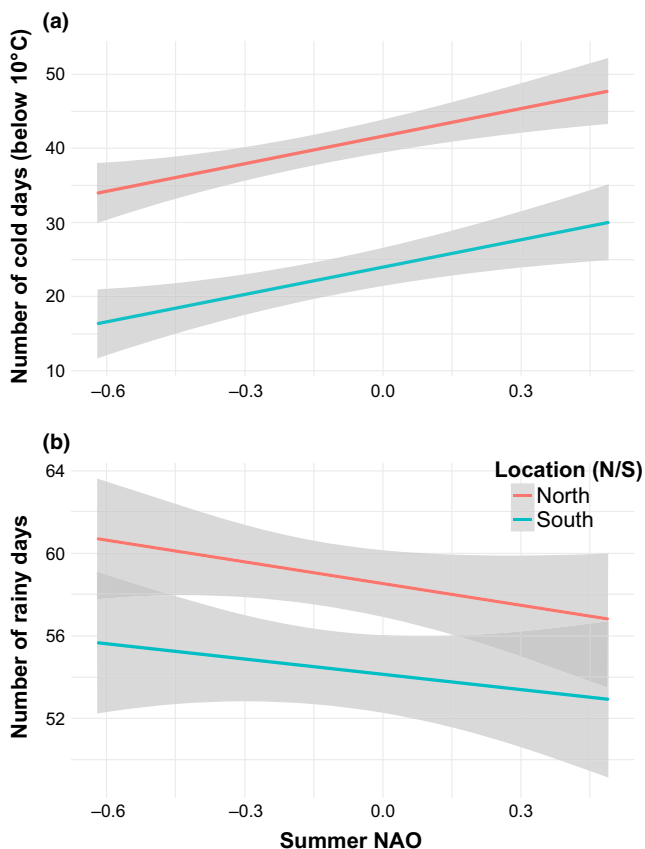 (a)
Number of cold days (below 10°C)
50
40
30
20
10
–0.6
–0.3
0.0
0.3
(b)
Number of rainy days
64
60
56
52
Location (N/S)
North
South
–0.6
–0.3
0.0
0.3
Summer NAO